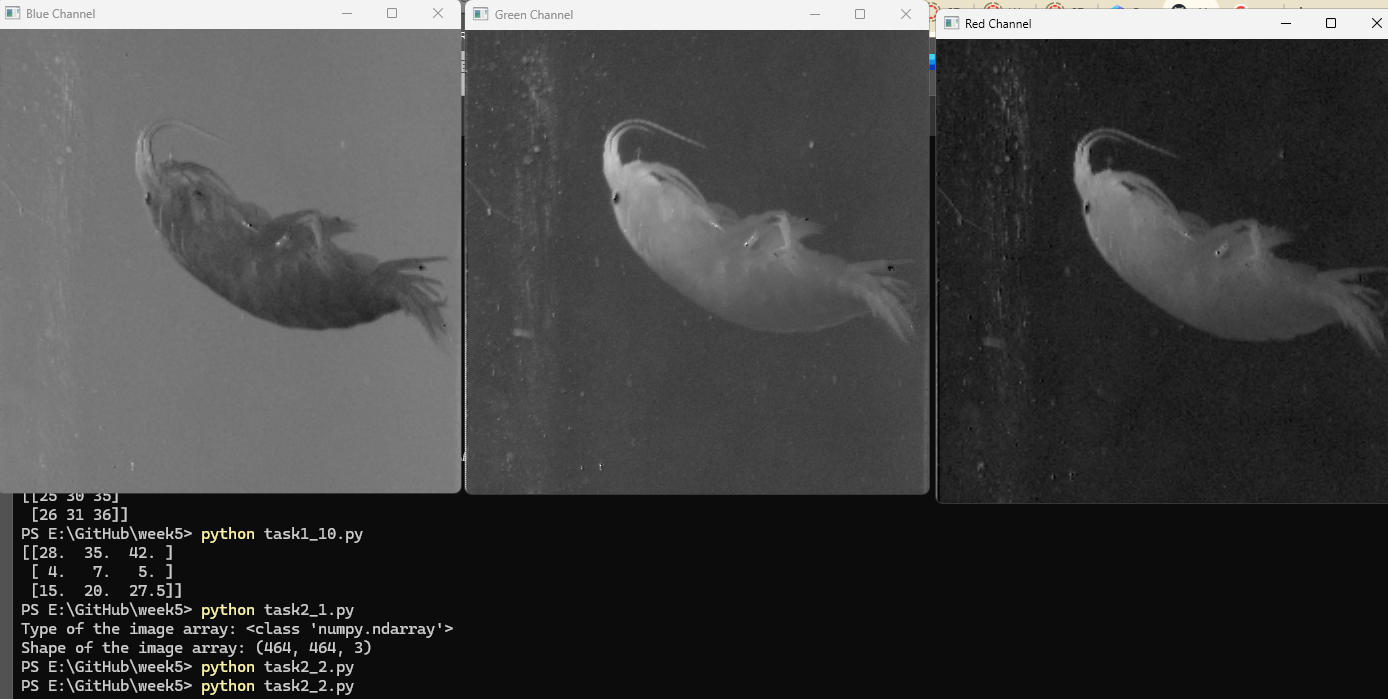 Blue Channel
Green Channel
Red Channel
[[25 30 35]
 [26 31 36]]
PS E:\GitHub\week5> python task1_10.py
[[28.  35.  42. ]
 [ 4.   7.   5. ]
 [15.  20.  27.5]]
PS E:\GitHub\week5> python task2_1.py
Type of the image array: <class 'numpy.ndarray'>
Shape of the image array: (464, 464, 3)
PS E:\GitHub\week5> python task2_2.py
PS E:\GitHub\week5> python task2_2.py